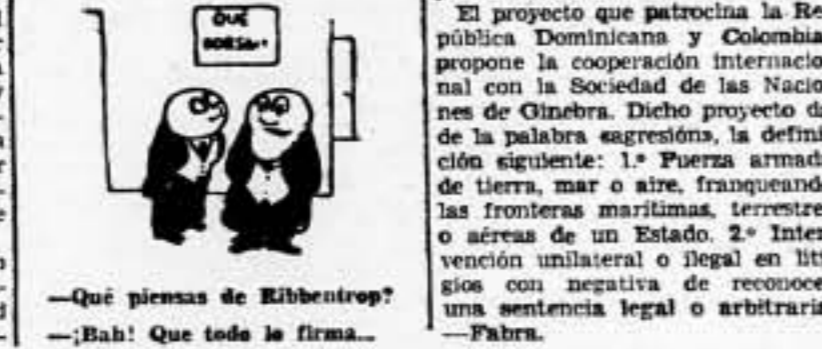 QUE
—Qué piensas de Ribbentrop?
—¡Bah! Que todo lo firma...
El proyecto que patrocina la Re-
pública Dominicana y Colombia
propone la cooperación internacio-
nal con la Sociedad de las Nacio-
nes de Ginebra. Dicho proyecto da
de la palabra «agresión», la defini-
ción siguiente: 1.º Fuerza armada
de tierra, mar o aire, franqueando
las fronteras marítimas, terrestre
o aéreas de un Estado. 2.º Inter-
vención unilateral o ilegal en liti-
gios con negativa de reconoce
una sentencia legal o arbitraria
—Fabra.